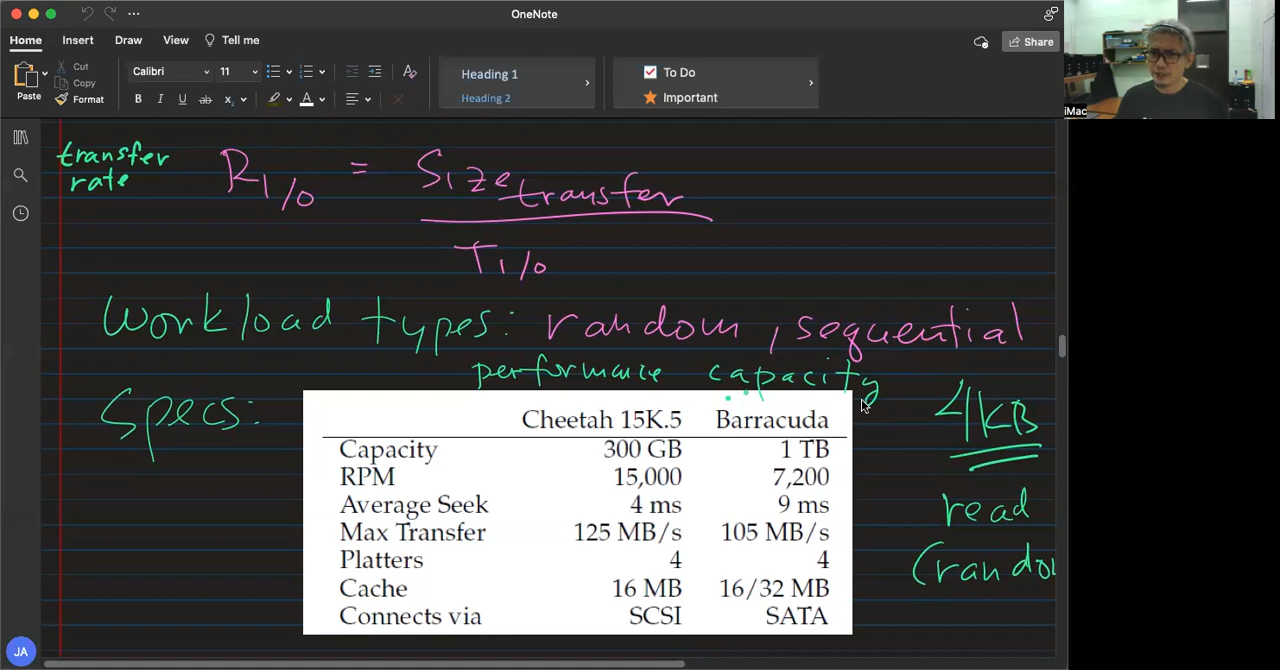 OneNote
Home Insert Draw View Tell me
Share
iMac
Paste
Cut
Copy
Format
Calibri 11
B I U ab x A
Heading 1
Heading 2
To Do
Important
transfer
rate
R I/O = Size transfer
T I/O
Workload types: random, sequential
performance capacity
Specs:
Cheetah 15K.5 Barracuda
Capacity 300 GB 1 TB
RPM 15,000 7,200
Average Seek 4 ms 9 ms
Max Transfer 125 MB/s 105 MB/s
Platters 4 4
Cache 16 MB 16/32 MB
Connects via SCSI SATA
4KB
read
(rando
JA